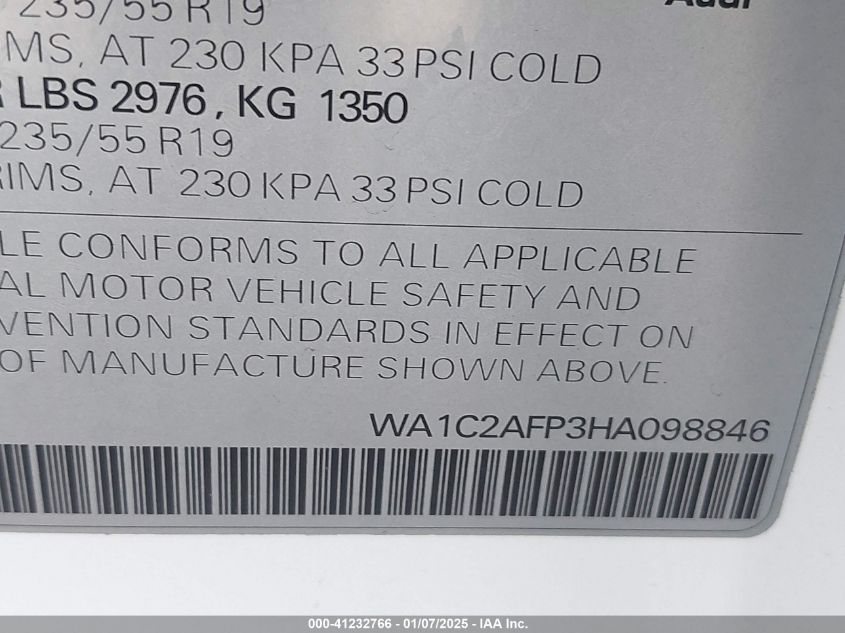 235/55 R19
Audi
IMS, AT 230 KPA 33 PSI COLD
R LBS 2976, KG 1350
235/55 R19
RIMS, AT 230 KPA 33 PSI COLD
LE CONFORMS TO ALL APPLICABLE
AL MOTOR VEHICLE SAFETY AND
VENTION STANDARDS IN EFFECT ON
OF MANUFACTURE SHOWN ABOVE.
WA1C2AFP3HA098846
000-41232766 - 01/07/2025 - IAA Inc.